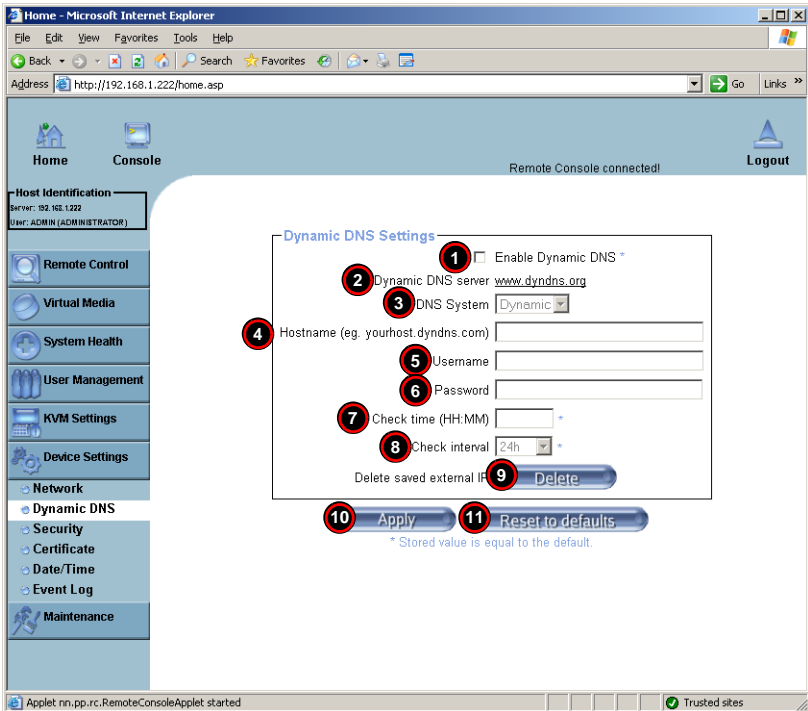 Home - Microsoft Internet Explorer
File Edit View Favorites Tools Help
Back Search Favorites
Address http://192.168.1.222/home.asp Go Links »
Home Console Logout
Remote Console connected!
Host Identification
Server: 192.168.1.222
User: ADMIN (ADMINISTRATOR)
Remote Control
Virtual Media
System Health
User Management
KVM Settings
Device Settings
Network
Dynamic DNS
Security
Certificate
Date/Time
Event Log
Maintenance
Dynamic DNS Settings
1 Enable Dynamic DNS *
2 Dynamic DNS server www.dyndns.org
3 DNS System Dynamic
4 Hostname (eg. yourhost.dyndns.com)
5 Username
6 Password
7 Check time (HH:MM) *
8 Check interval 24h *
Delete saved external IP 9 Delete
10 Apply 11 Reset to defaults
* Stored value is equal to the default.
Applet nn.pp.rc.RemoteConsoleApplet started Trusted sites